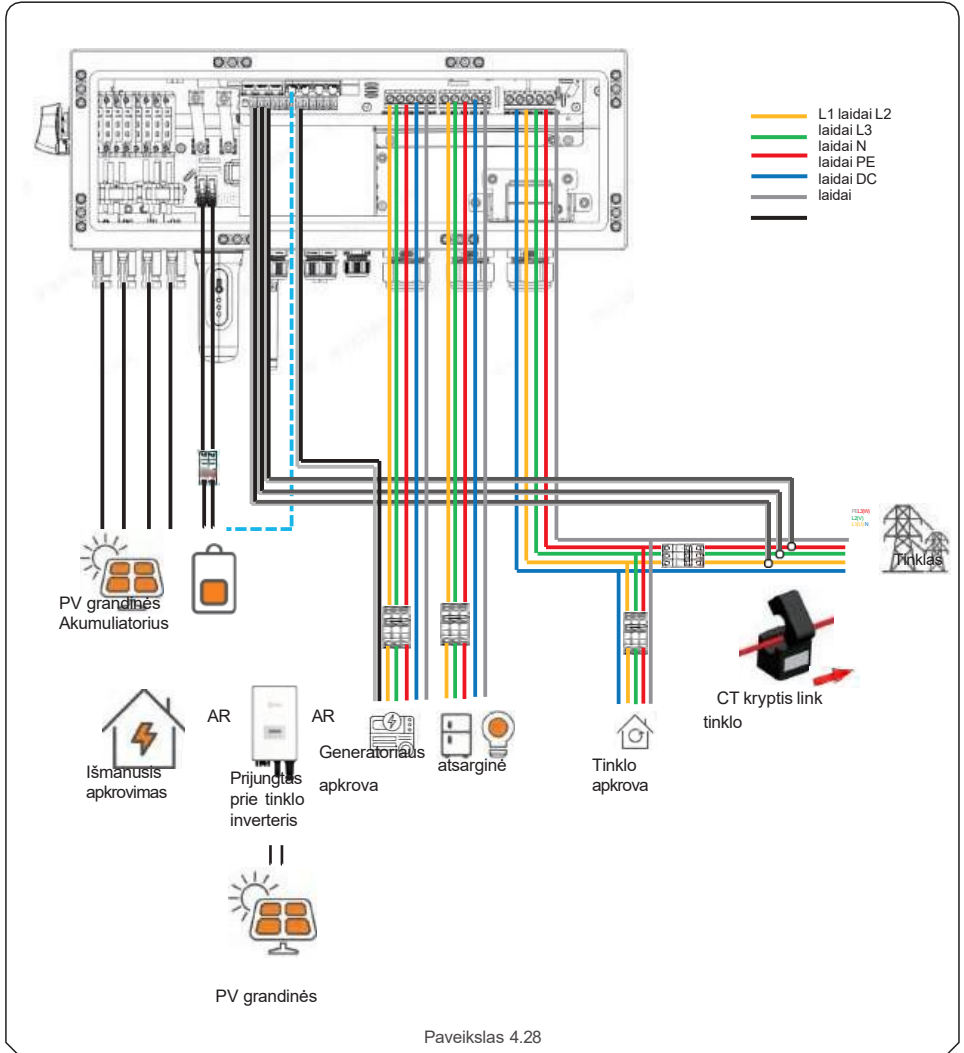 L1 laidai L2
laidai L3
laidai N
laidai PE
laidai DC
laidai
Tinklas
PV grandinės
Akumuliatorius
CT kryptis link
tinklo
AR
AR
Išmanusis
apkrovimas
Prijungtas
prie tinklo
inverteris
Generatoriaus
apkrova
atsarginė
Tinklo
apkrova
PV grandinės
Paveikslas 4.28